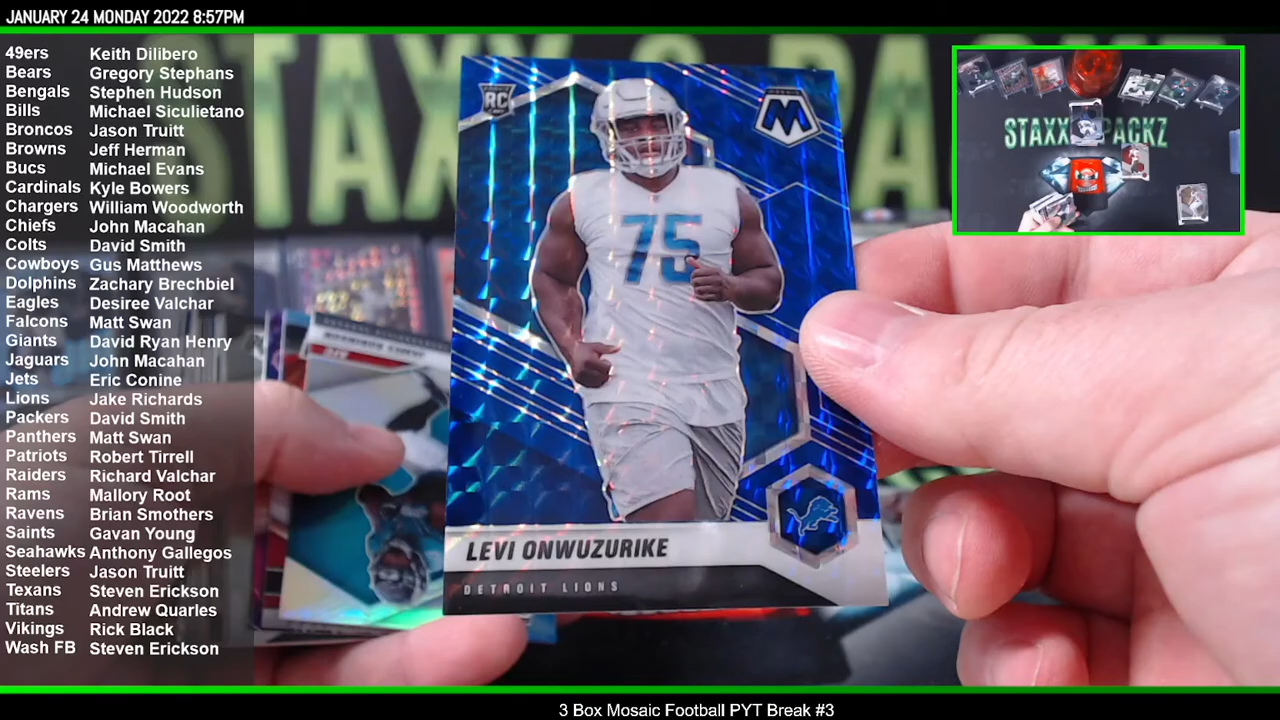 JANUARY 24 MONDAY 2022 8:57PM
49ers Keith Dilibero
Bears Gregory Stephans
Bengals Stephen Hudson
Bills Michael Siculietano
Broncos Jason Truitt
Browns Jeff Herman
Bucs Michael Evans
Cardinals Kyle Bowers
Chargers William Woodworth
Chiefs John Macahan
Colts David Smith
Cowboys Gus Matthews
Dolphins Zachary Brechbiel
Eagles Desiree Valchar
Falcons Matt Swan
Giants David Ryan Henry
Jaguars John Macahan
Jets Eric Conine
Lions Jake Richards
Packers David Smith
Panthers Matt Swan
Patriots Robert Tirrell
Raiders Richard Valchar
Rams Mallory Root
Ravens Brian Smothers
Saints Gavan Young
Seahawks Anthony Gallegos
Steelers Jason Truitt
Texans Steven Erickson
Titans Andrew Quarles
Vikings Rick Black
Wash FB Steven Erickson
RC
MOSAIC
M
75
LEVI ONWUZURIKE
DETROIT LIONS
JAMES ROBINSON
STAXX PACKZ
3 Box Mosaic Football PYT Break #3